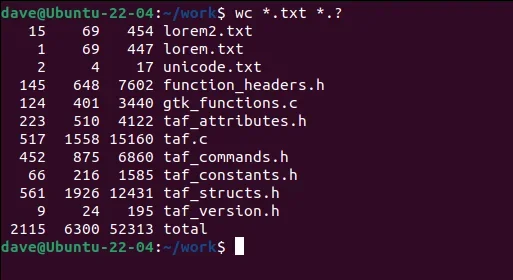 dave@Ubuntu-22-04:~/work$ wc *.txt *.?
15 69 454 lorem2.txt
1 69 447 lorem.txt
2 4 17 unicode.txt
145 648 7602 function_headers.h
124 401 3440 gtk_functions.c
223 510 4122 taf_attributes.h
517 1558 15160 taf.c
452 875 6860 taf_commands.h
66 216 1585 taf_constants.h
561 1926 12431 taf_structs.h
9 24 195 taf_version.h
2115 6300 52313 total
dave@Ubuntu-22-04:~/work$